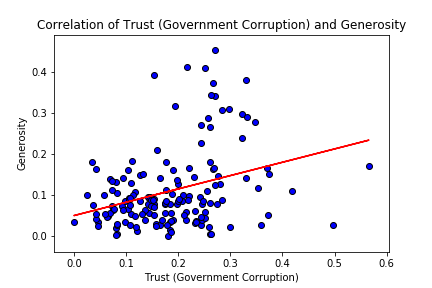 Correlation of Trust (Government Corruption) and Generosity
Generosity
0.4
0.3
0.2
0.1
0.0
0.0 0.1 0.2 0.3 0.4 0.5 0.6
Trust (Government Corruption)